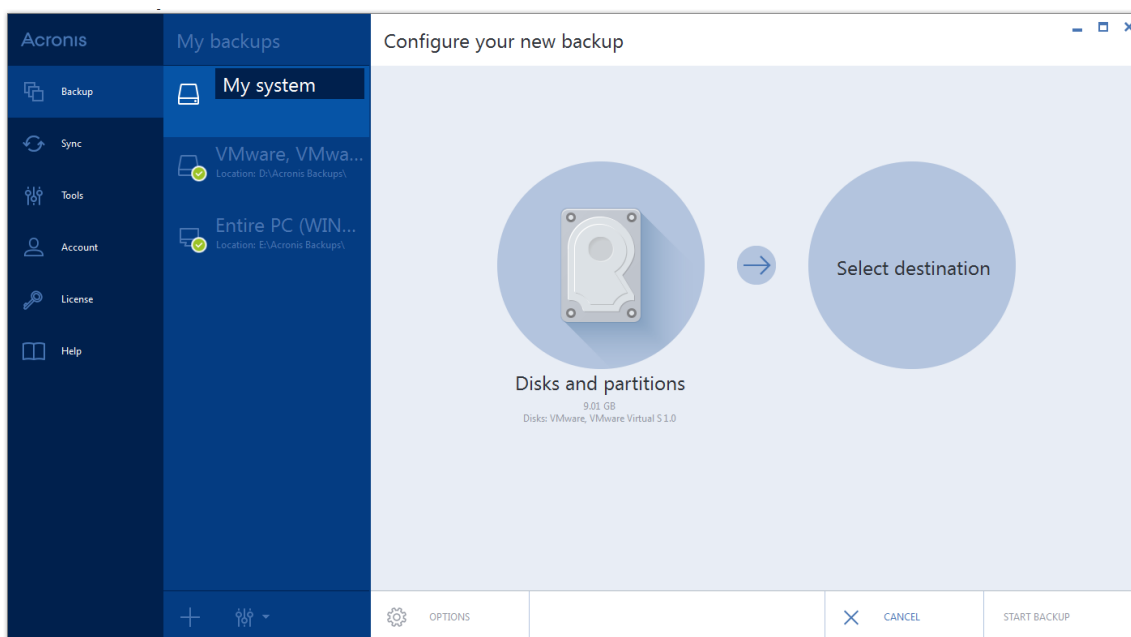 Acronis
My backups
Configure your new backup
Backup
Sync
Tools
Account
License
Help
My system
VMware, VMwa...
Location: D:\Acronis Backups\
Entire PC (WIN...
Location: E:\Acronis Backups\
Disks and partitions
9.01 GB
Disks: VMware, VMware Virtual S 1.0
Select destination
OPTIONS
CANCEL
START BACKUP